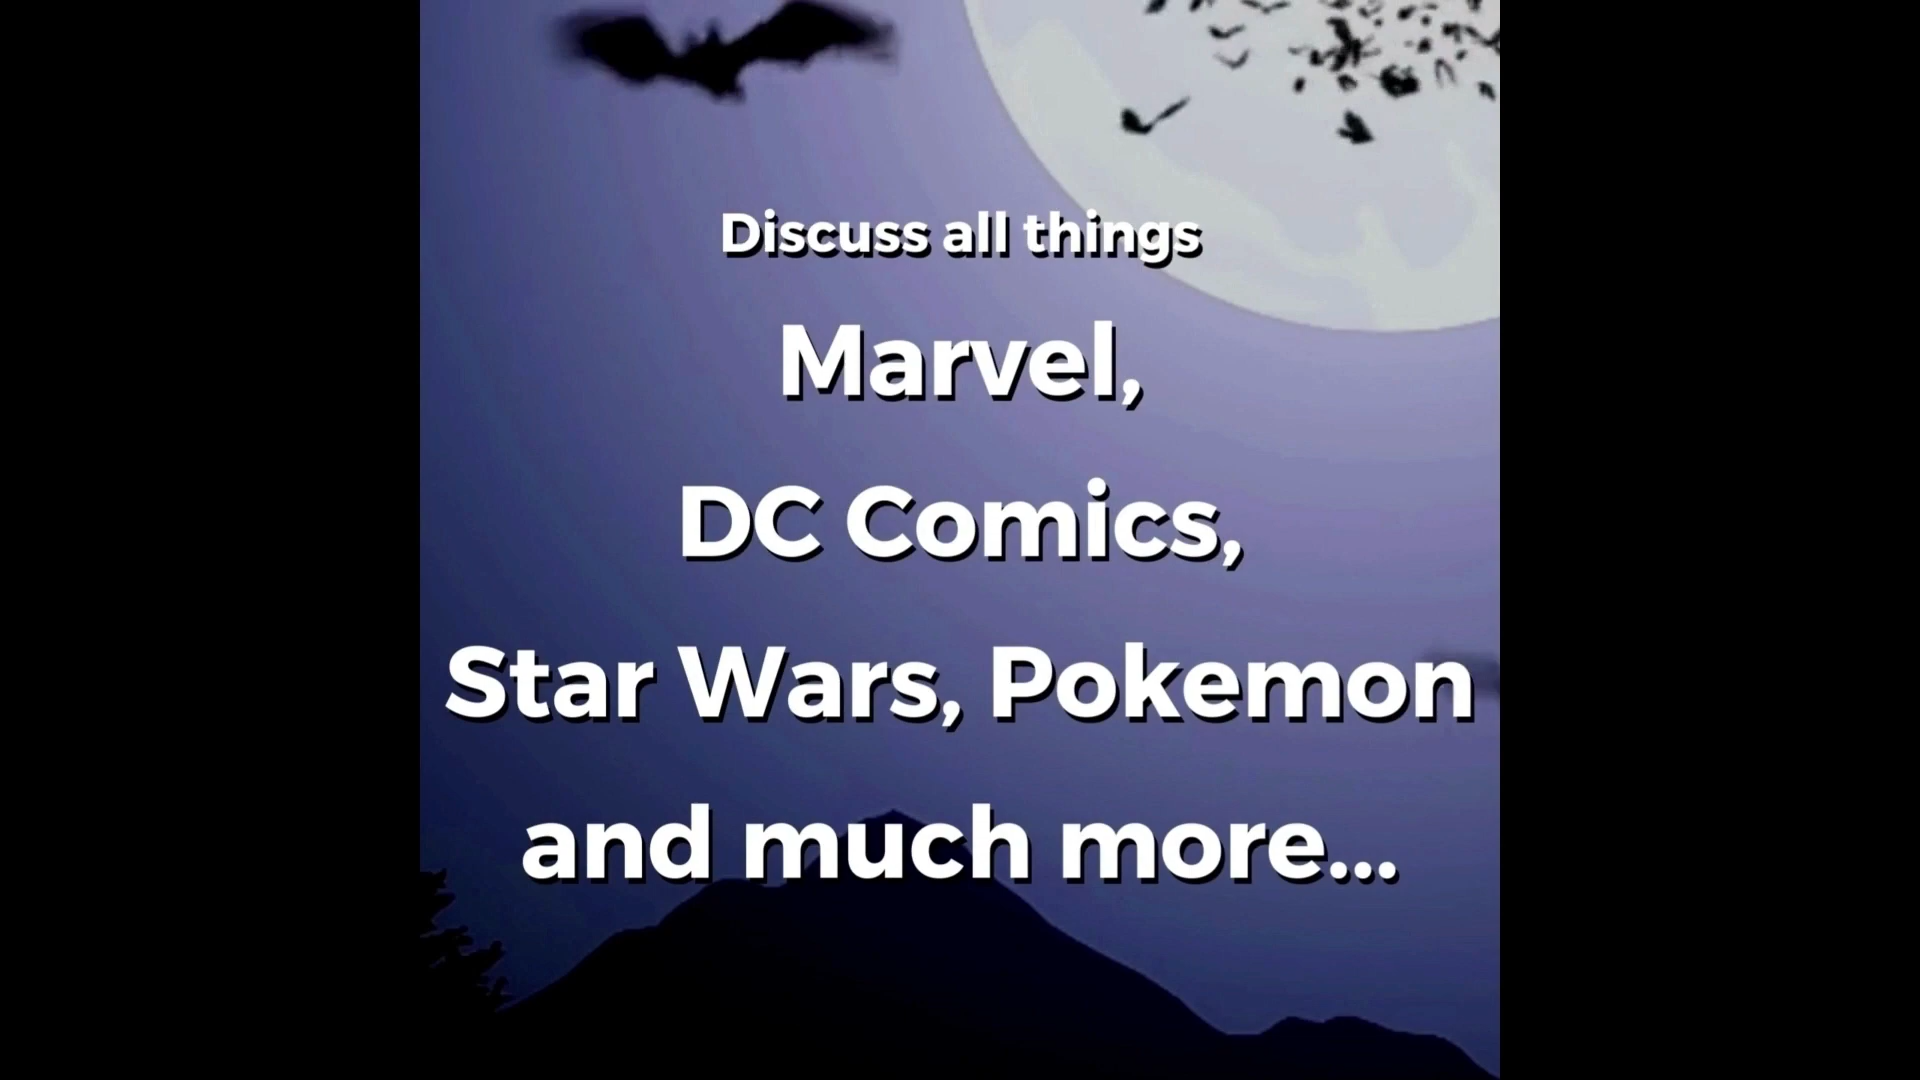 Discuss all things
Marvel,
DC Comics,
Star Wars, Pokemon
and much more...